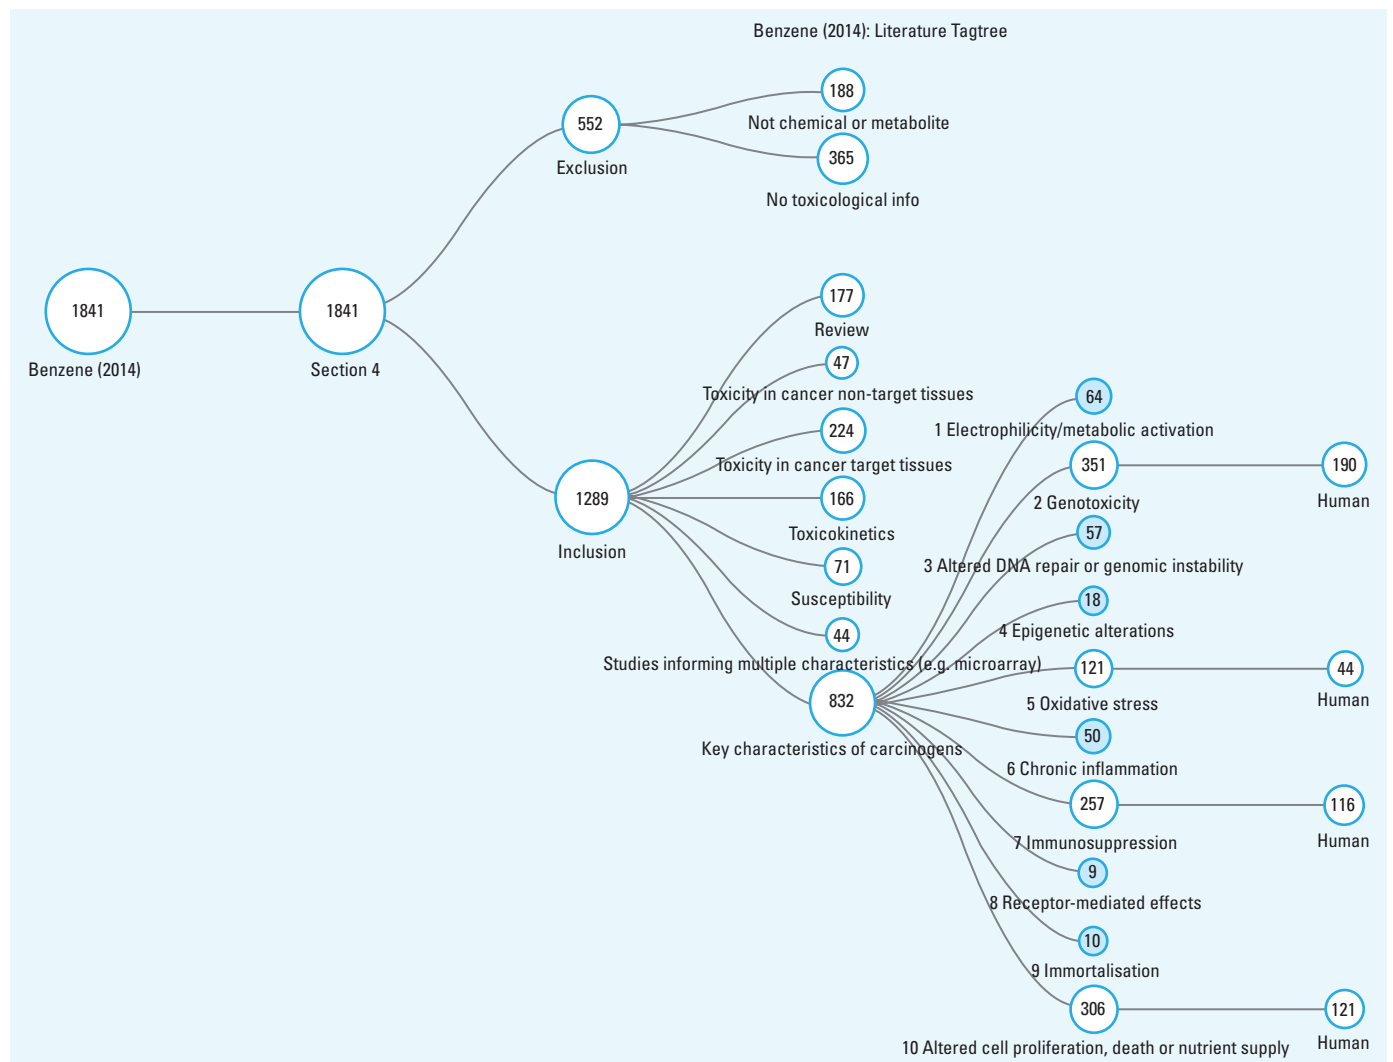 Benzene (2014): Literature Tagtree
188
Not chemical or metabolite
552
Exclusion
365
No toxicological info
1841
Benzene (2014)
1841
Section 4
177
Review
47
Toxicity in cancer non-target tissues
224
Toxicity in cancer target tissues
1289
Inclusion
166
Toxicokinetics
71
Susceptibility
44
Studies informing multiple characteristics (e.g. microarray)
832
Key characteristics of carcinogens
64
1 Electrophilicity/metabolic activation
351
2 Genotoxicity
190
Human
57
3 Altered DNA repair or genomic instability
18
4 Epigenetic alterations
121
5 Oxidative stress
44
Human
50
6 Chronic inflammation
257
7 Immunosuppression
116
Human
9
8 Receptor-mediated effects
10
9 Immortalisation
306
10 Altered cell proliferation, death or nutrient supply
121
Human